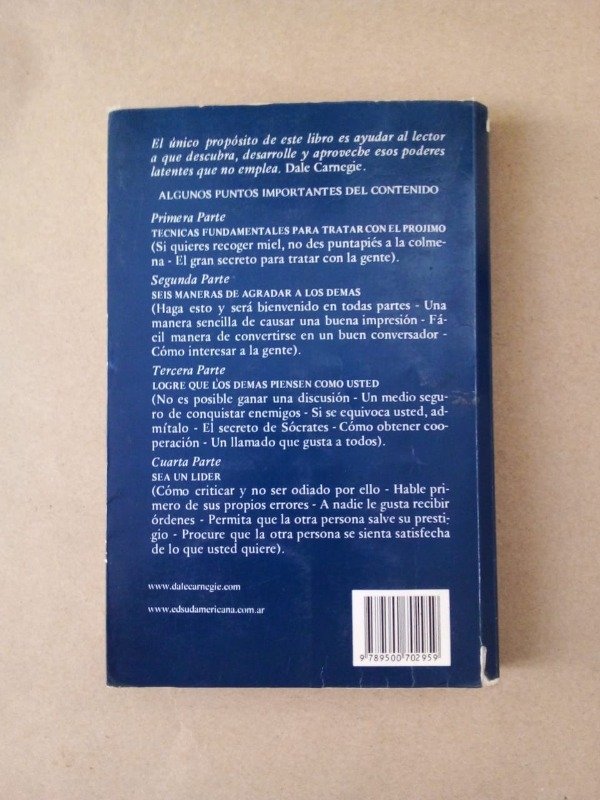 El único propósito de este libro es ayudar al lector
a que descubra, desarrolle y aproveche esos poderes
latentes que no emplea. Dale Carnegie.
ALGUNOS PUNTOS IMPORTANTES DEL CONTENIDO
Primera Parte
TECNICAS FUNDAMENTALES PARA TRATAR CON EL PROJIMO
(Si quieres recoger miel, no des puntapiés a la colme-
na - El gran secreto para tratar con la gente).
Segunda Parte
SEIS MANERAS DE AGRADAR A LOS DEMAS
(Haga esto y será bienvenido en todas partes - Una
manera sencilla de causar una buena impresión - Fá-
cil manera de convertirse en un buen conversador -
Cómo interesar a la gente).
Tercera Parte
LOGRE QUE LOS DEMAS PIENSEN COMO USTED
(No es posible ganar una discusión - Un medio segu-
ro de conquistar enemigos - Si se equivoca usted, ad-
mítalo - El secreto de Sócrates - Cómo obtener coo-
peración - Un llamado que gusta a todos).
Cuarta Parte
SEA UN LIDER
(Cómo criticar y no ser odiado por ello - Hable pri-
mero de sus propios errores - A nadie le gusta recibir
órdenes - Permita que la otra persona salve su presti-
gio - Procure que la otra persona se sienta satisfecha
de lo que usted quiere).
www.dalecarnegie.com
www.edsudamericana.com.ar
9 789500 702959